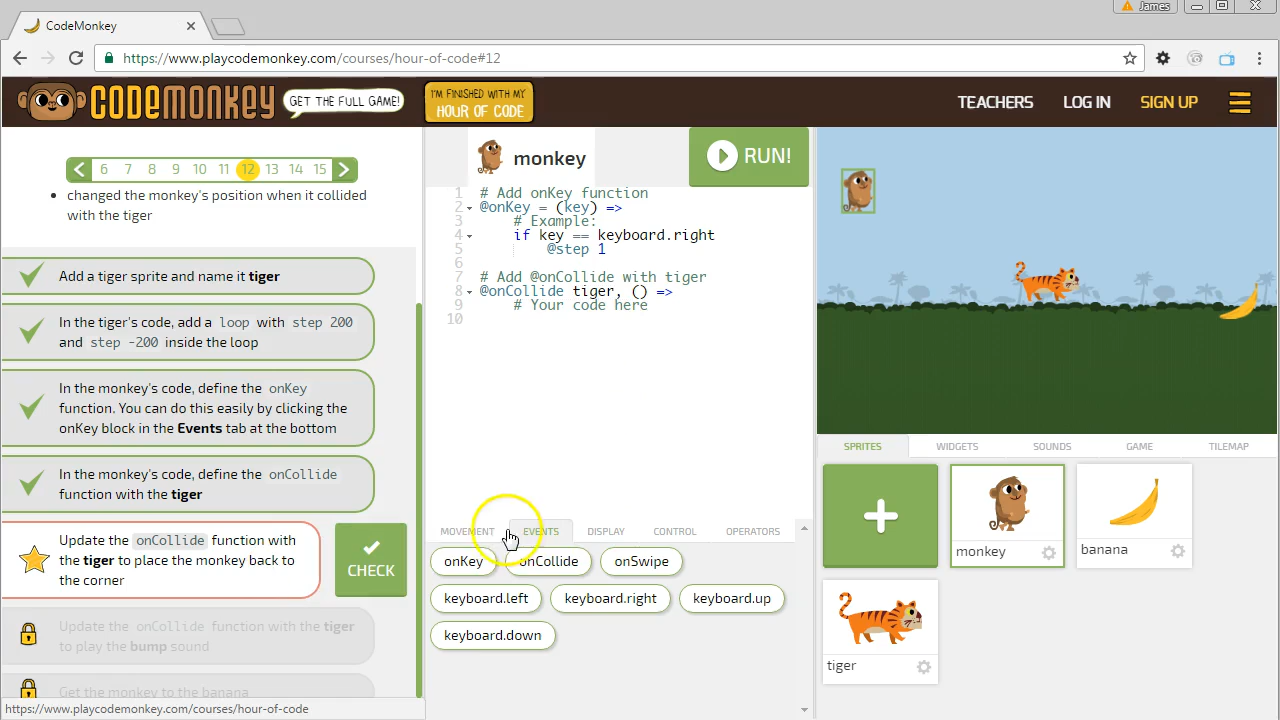 CodeMonkey
James
https://www.playcodemonkey.com/courses/hour-of-code#12
CODEMONKEY
GET THE FULL GAME!
I'M FINISHED WITH MY
HOUR OF CODE
TEACHERS
LOG IN
SIGN UP
6 7 8 9 10 11 12 13 14 15
changed the monkey's position when it collided
with the tiger
Add a tiger sprite and name it tiger
In the tiger's code, add a loop with step 200
and step -200 inside the loop
In the monkey's code, define the onKey
function. You can do this easily by clicking the
onKey block in the Events tab at the bottom
In the monkey's code, define the onCollide
function with the tiger
Update the onCollide function with
the tiger to place the monkey back to
the corner
CHECK
Update the onCollide function with the tiger
to play the bump sound
Get the monkey to the banana
https://www.playcodemonkey.com/courses/hour-of-code
monkey
RUN!
1 # Add onKey function
2 @onKey = (key) =>
3 # Example:
4 if key == keyboard.right
5 @step 1
6
7 # Add @onCollide with tiger
8 @onCollide tiger, () =>
9 # Your code here
10
MOVEMENT EVENTS DISPLAY CONTROL OPERATORS
onKey onCollide onSwipe
keyboard.left keyboard.right keyboard.up
keyboard.down
SPRITES WIDGETS SOUNDS GAME TILEMAP
monkey
banana
tiger